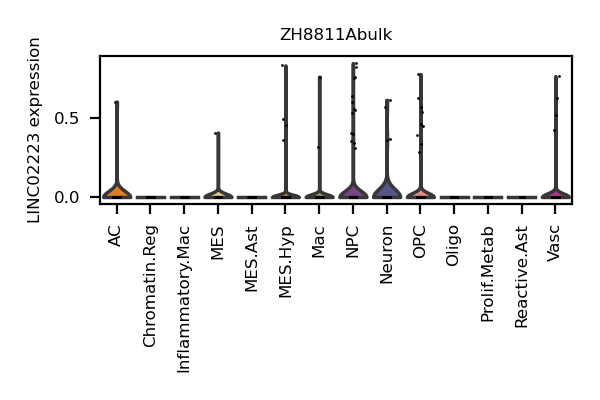 ZH8811Abulk
LINC02223 expression
0.5
0.0
AC
Chromatin.Reg
Inflammatory.Mac
MES
MES.Ast
MES.Hyp
Mac
NPC
Neuron
OPC
Oligo
Prolif.Metab
Reactive.Ast
Vasc